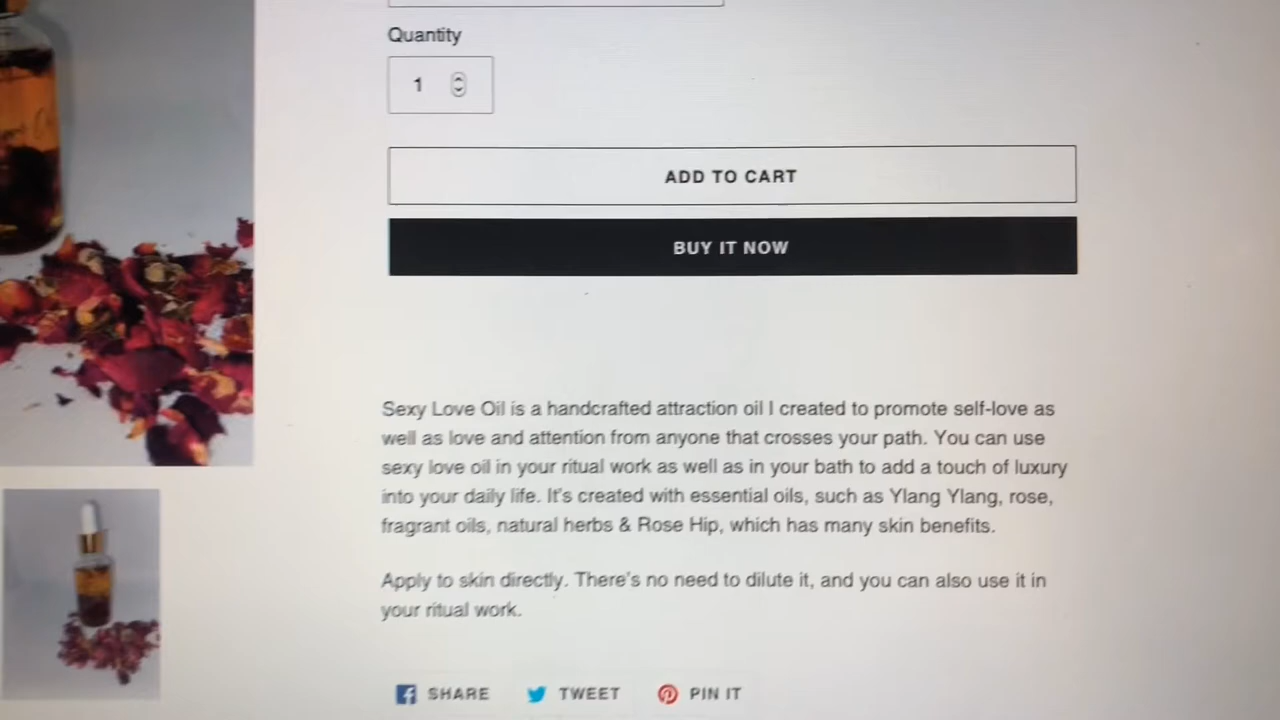 Quantity
1
ADD TO CART
BUY IT NOW
Sexy Love Oil is a handcrafted attraction oil I created to promote self-love as
well as love and attention from anyone that crosses your path. You can use
sexy love oil in your ritual work as well as in your bath to add a touch of luxury
into your daily life. It's created with essential oils, such as Ylang Ylang, rose,
fragrant oils, natural herbs & Rose Hip, which has many skin benefits.
Apply to skin directly. There's no need to dilute it, and you can also use it in
your ritual work.
SHARE TWEET PIN IT